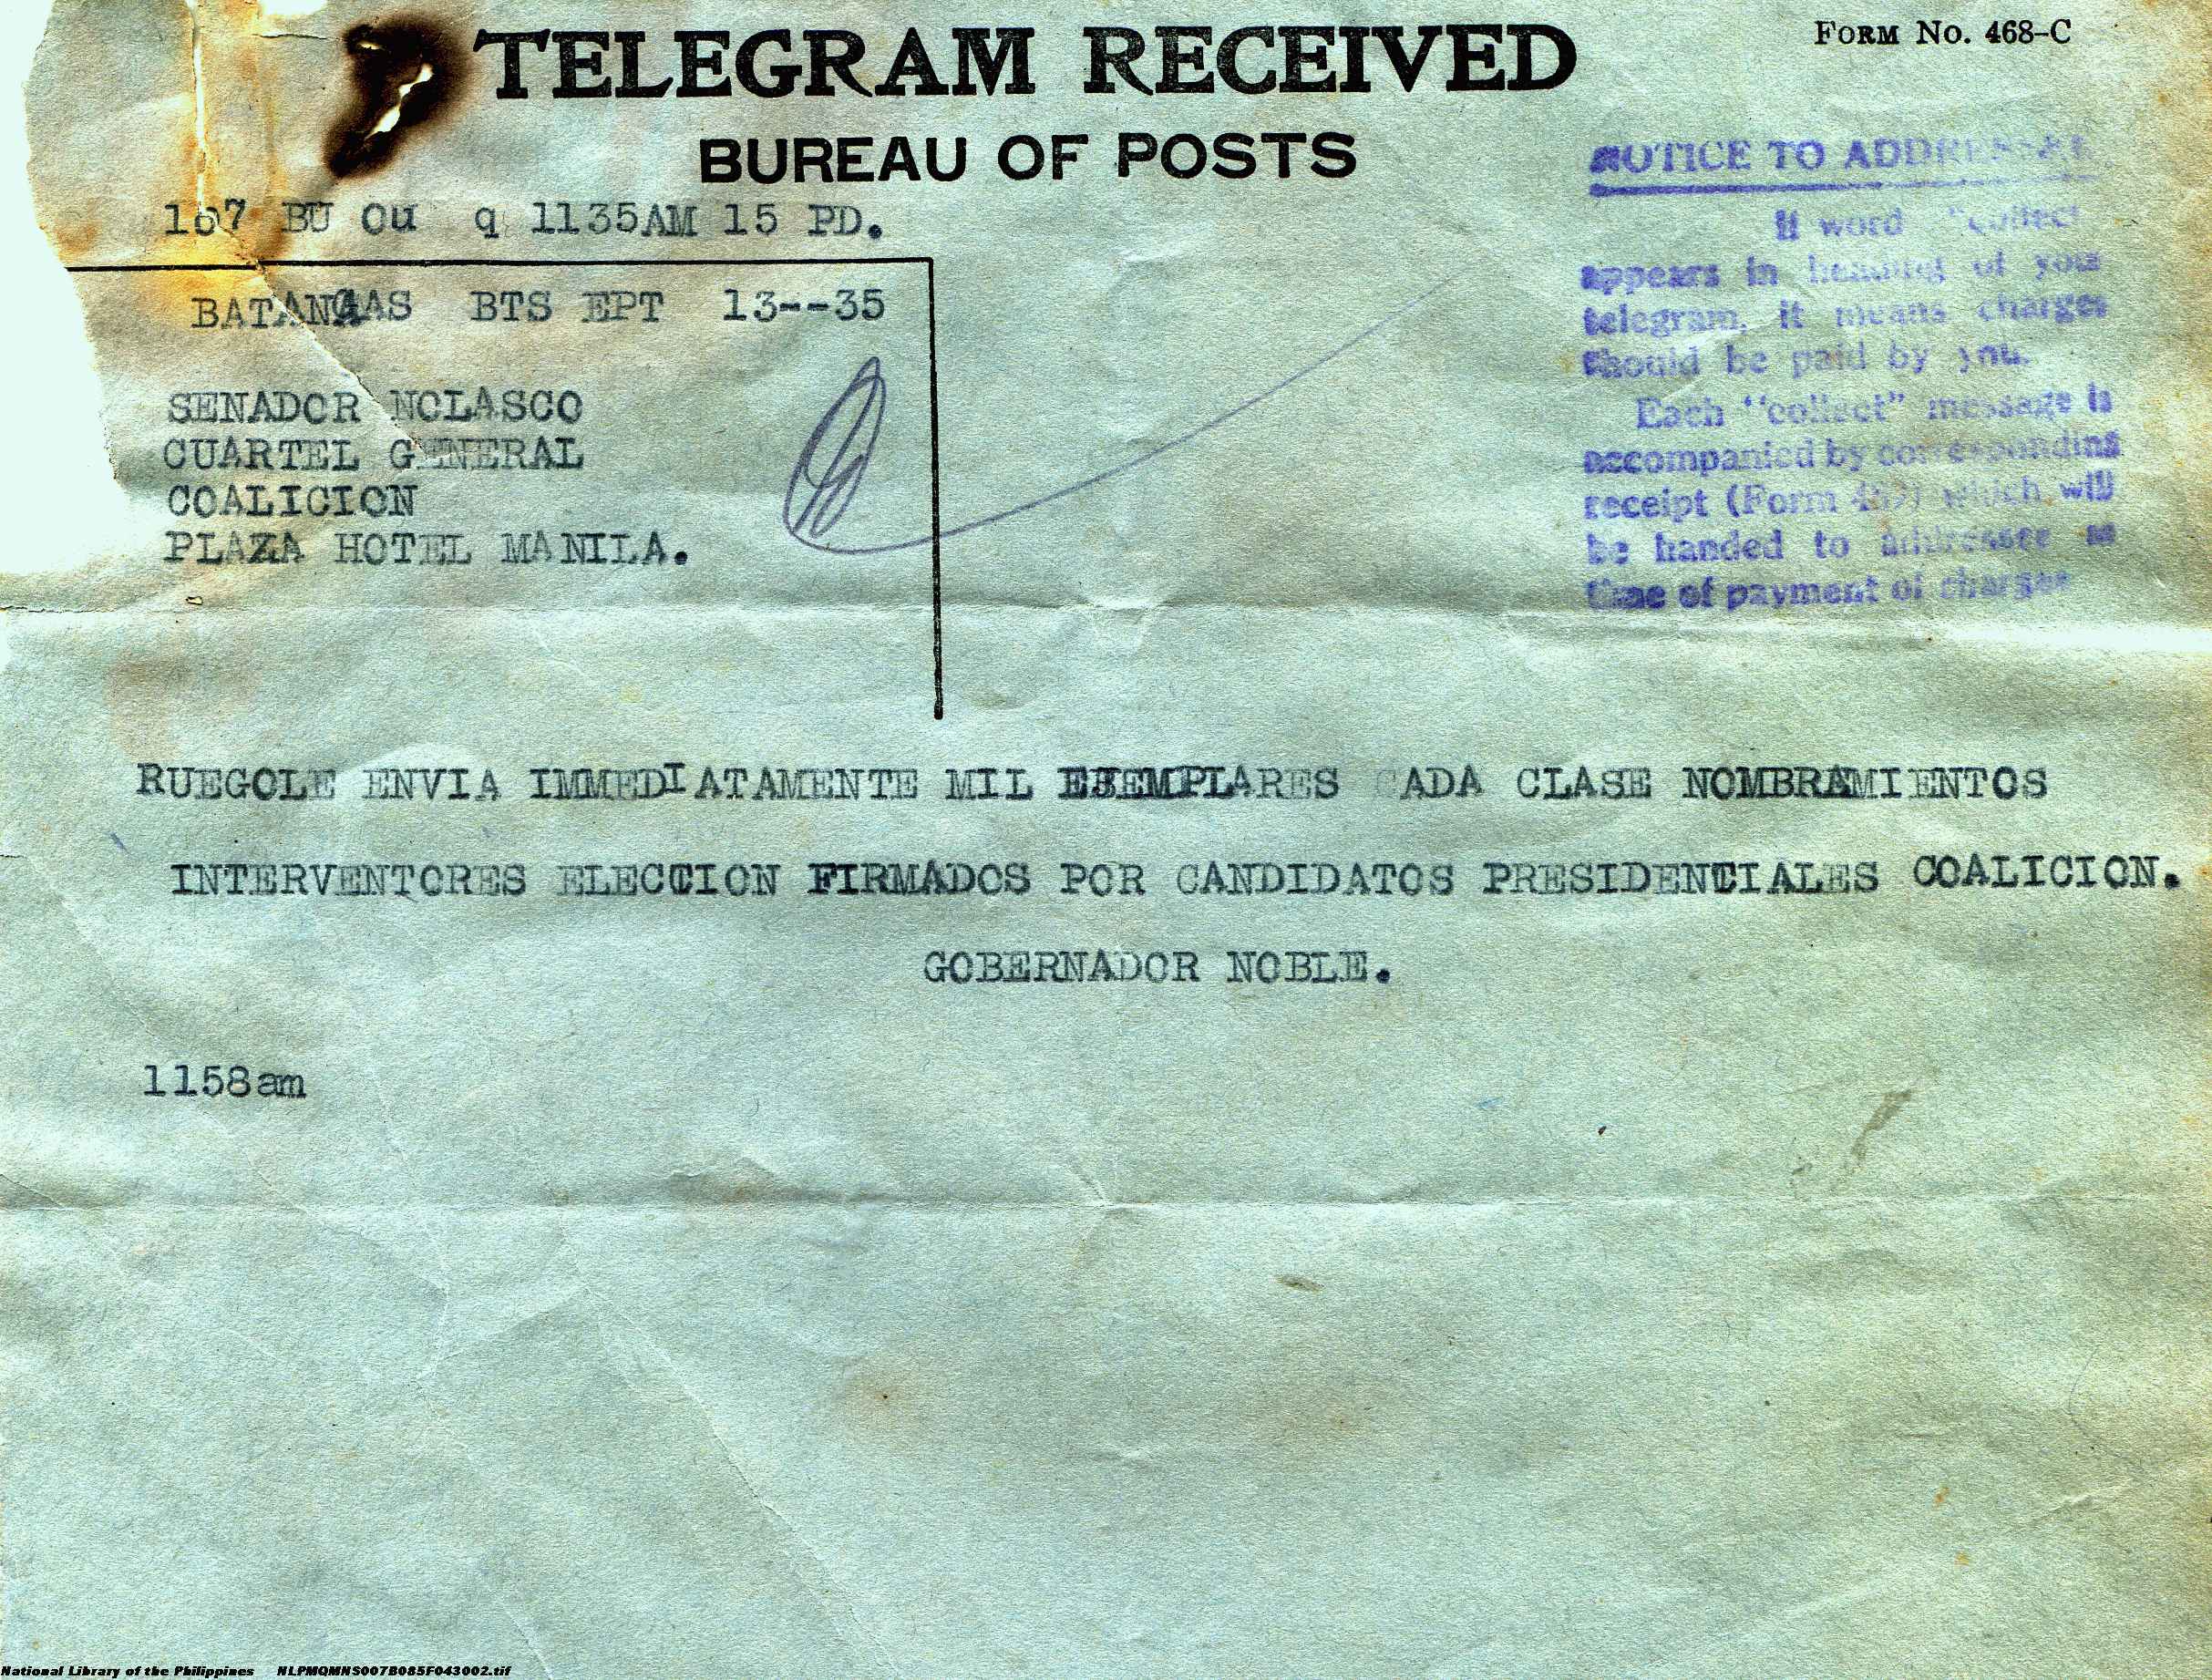 FORM NO. 468-C
TELEGRAM RECEIVED
BUREAU OF POSTS
167 BU Ou q 1135AM 15 PD.
BATANGAS BTS EPT 13--35
SENADOR NOLASCO
CUARTEL GENERAL
COALICION
PLAZA HOTEL MANILA.
NOTICE TO ADDRESSEE
If word "collect"
appears in heading of your
telegram, it means charges
should be paid by you.
Each "collect" message is
accompanied by corresponding
receipt (Form 467) which will
be handed to addressee
time of payment of charges
RUEGOLE ENVIA IMMEDIATAMENTE MIL EJEMPLARES CADA CLASE NOMBRAMIENTOS
INTERVENTORES ELECCION FIRMADOS POR CANDIDATOS PRESIDENCIALES COALICION.
GOBERNADOR NOBLE.
1158am
National Library of the Philippines NLPMQMNS007B085F043002.tif